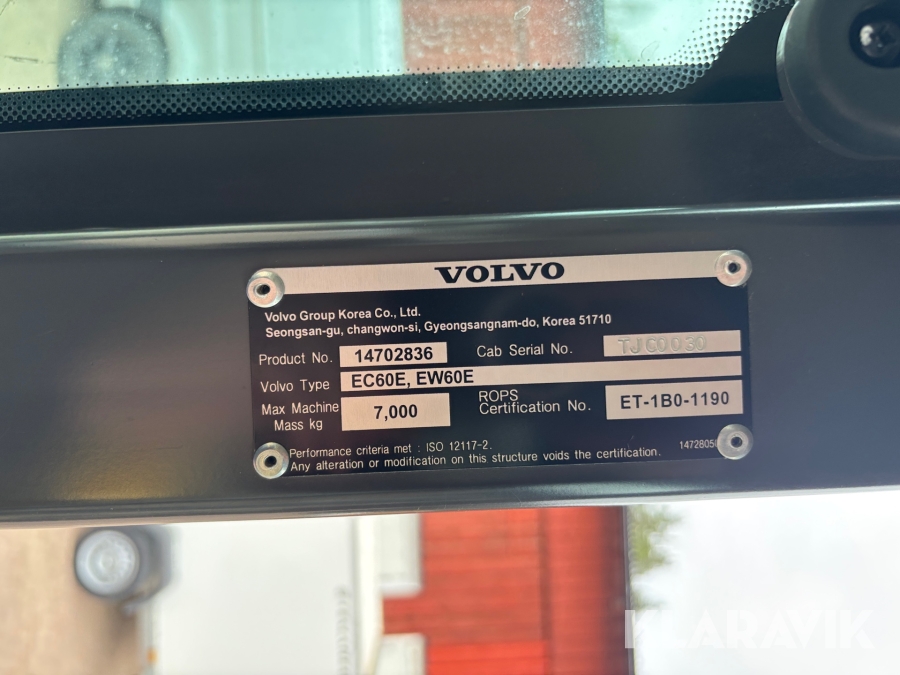 VOLVO
Volvo Group Korea Co., Ltd.
Seongsan-gu, changwon-si, Gyeongsangnam-do, Korea 51710
Product No. 14702836 Cab Serial No. TJC0030
Volvo Type EC60E, EW60E
Max Machine Mass kg 7,000 ROPS Certification No. ET-1B0-1190
Performance criteria met : ISO 12117-2.
Any alteration or modification on this structure voids the certification.
KLARAVIK